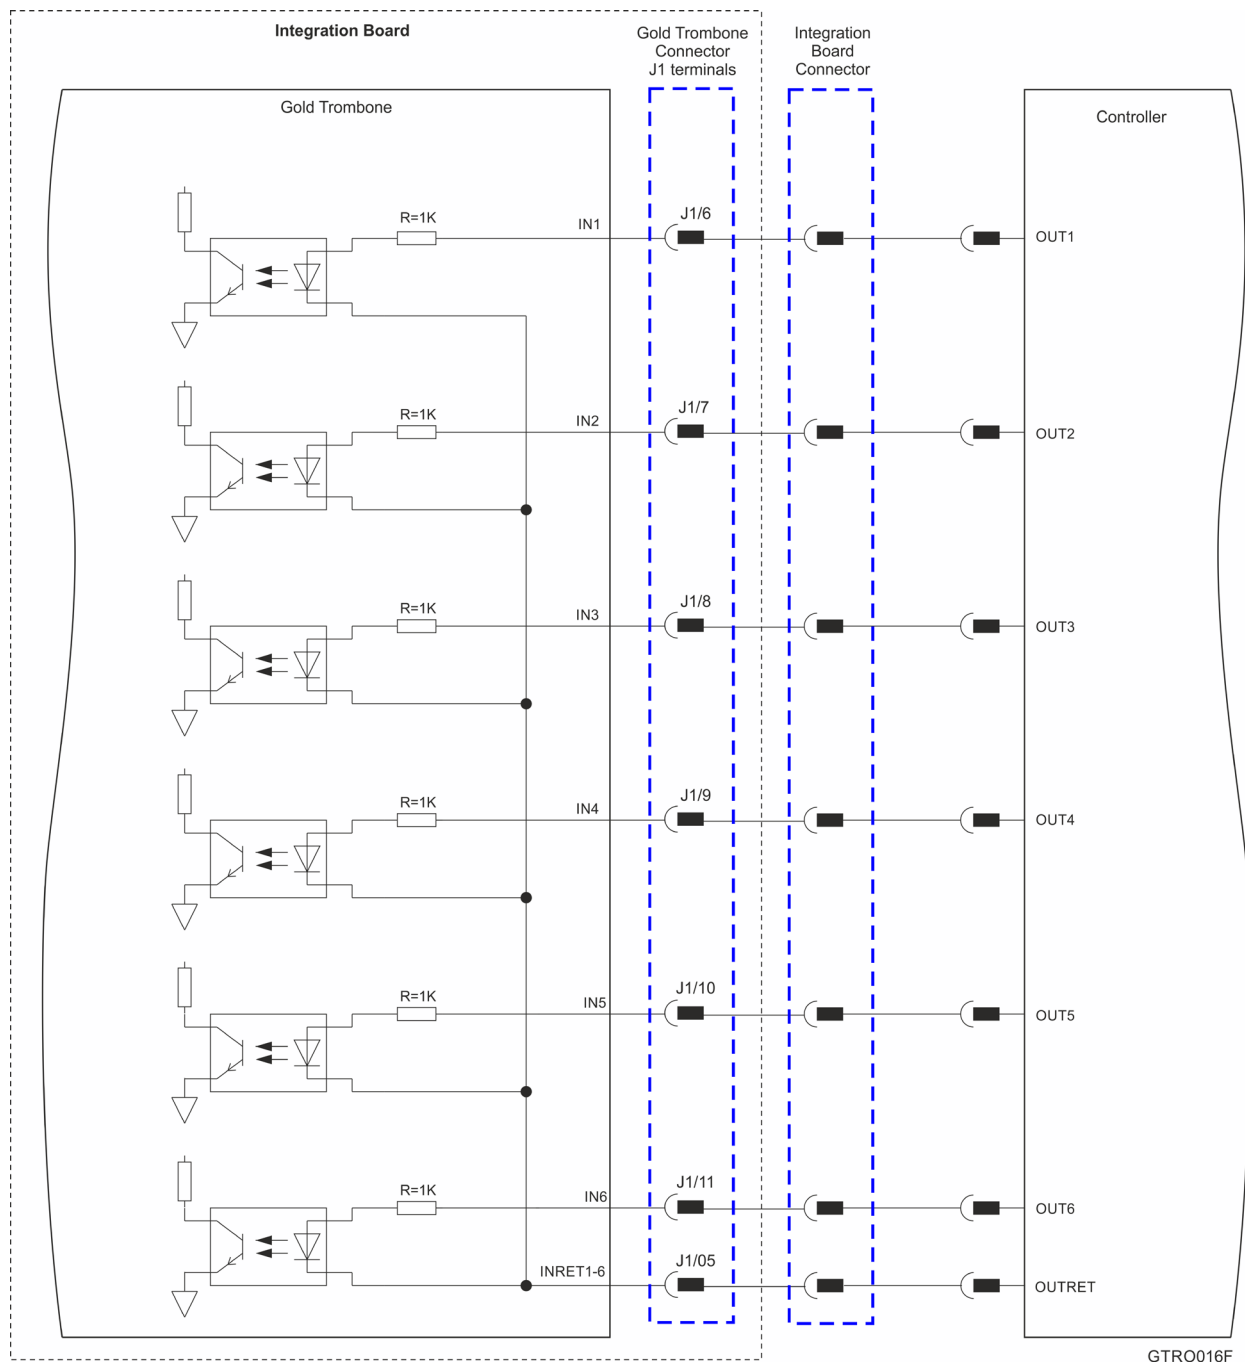 Integration Board
Gold Trombone
Connector
J1 terminals
Integration
Board
Connector
Gold Trombone
Controller
R=1K
IN1
J1/6
OUT1
R=1K
IN2
J1/7
OUT2
R=1K
IN3
J1/8
OUT3
R=1K
IN4
J1/9
OUT4
R=1K
IN5
J1/10
OUT5
R=1K
IN6
J1/11
OUT6
INRET1-6
J1/05
OUTRET
GTRO016F